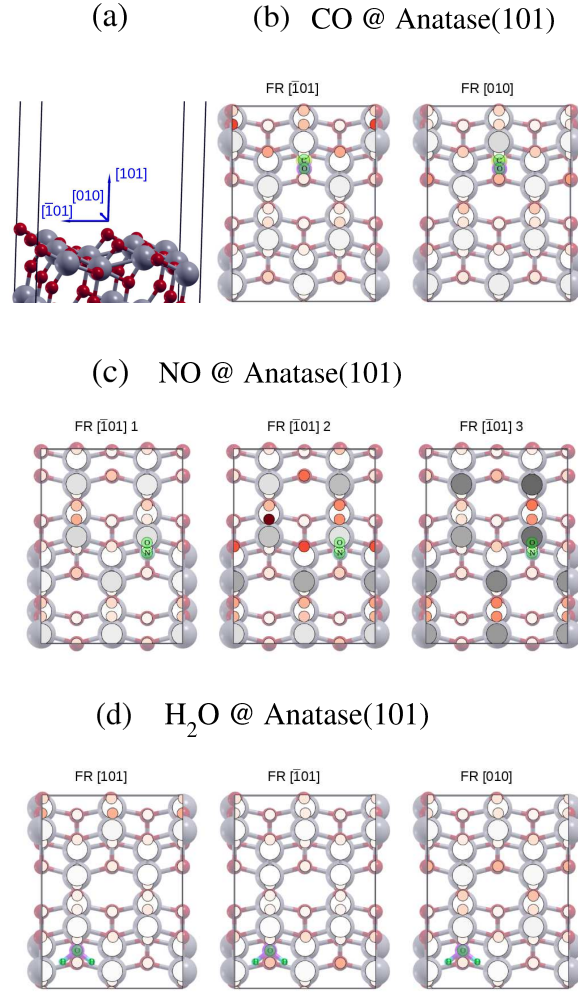 (a)
(b) CO @ Anatase(101)
FR [1̅01]
FR [010]
[101]
[010]
[1̅01]
C
O
C
O
(c) NO @ Anatase(101)
FR [1̅01] 1
FR [1̅01] 2
FR [1̅01] 3
O
N
O
N
O
N
(d) H₂O @ Anatase(101)
FR [101]
FR [1̅01]
FR [010]